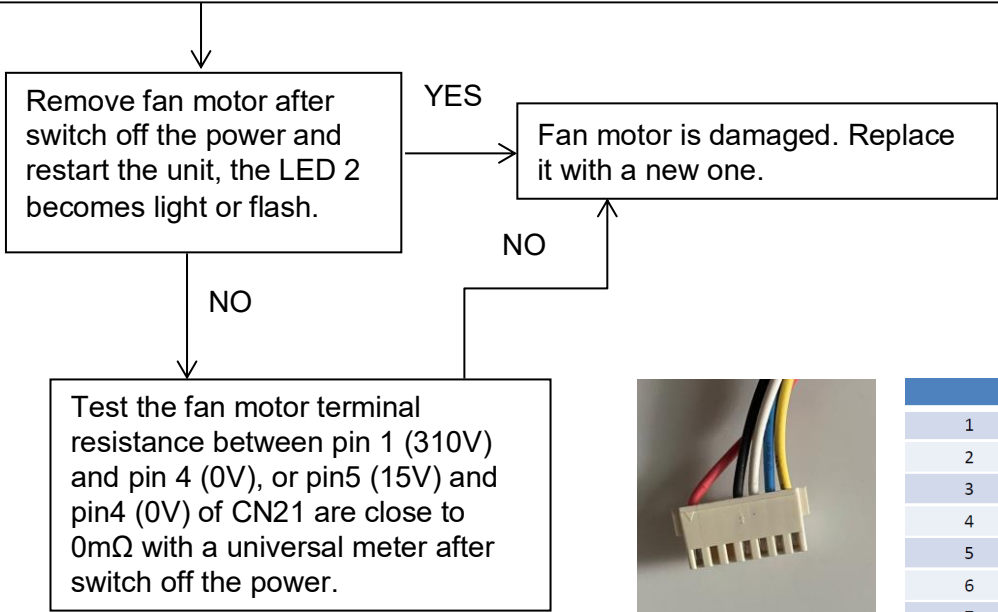 Remove fan motor after
switch off the power and
restart the unit, the LED 2
becomes light or flash.
YES
Fan motor is damaged. Replace
it with a new one.
NO
NO
Test the fan motor terminal
resistance between pin 1 (310V)
and pin 4 (0V), or pin5 (15V) and
pin4 (0V) of CN21 are close to
0mΩ with a universal meter after
switch off the power.
1
2
3
4
5
6